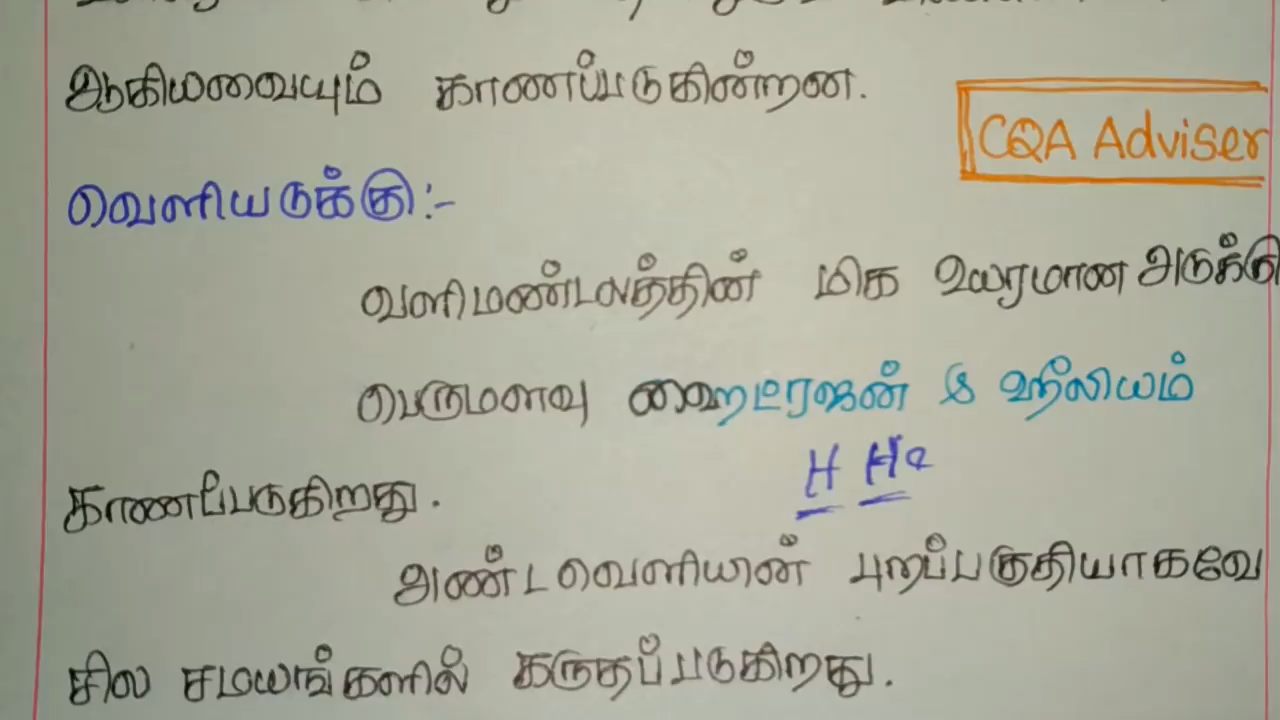 ஆகியவையும் காணப்படுகின்றன.
CQA Adviser
வெளியடுக்கு:-
வளிமண்டலத்தின் மிக உயரமான அடுக்கு
பெருமளவு ஹைட்ரஜன் & ஹீலியம்
H He
காணப்படுகிறது.
அண்டவெளியின் புறப்பகுதியாகவே
சில சமயங்களில் கருதப்படுகிறது.